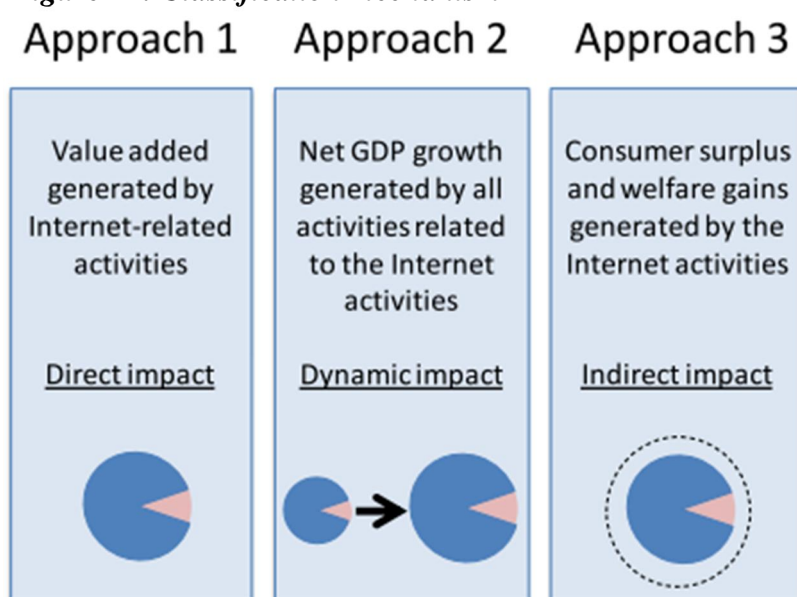 Approach 1
Approach 2
Approach 3
Value added
generated by
Internet-related
activities
Direct impact
Net GDP growth
generated by all
activities related
to the Internet
activities
Dynamic impact
Consumer surplus
and welfare gains
generated by the
Internet activities
Indirect impact